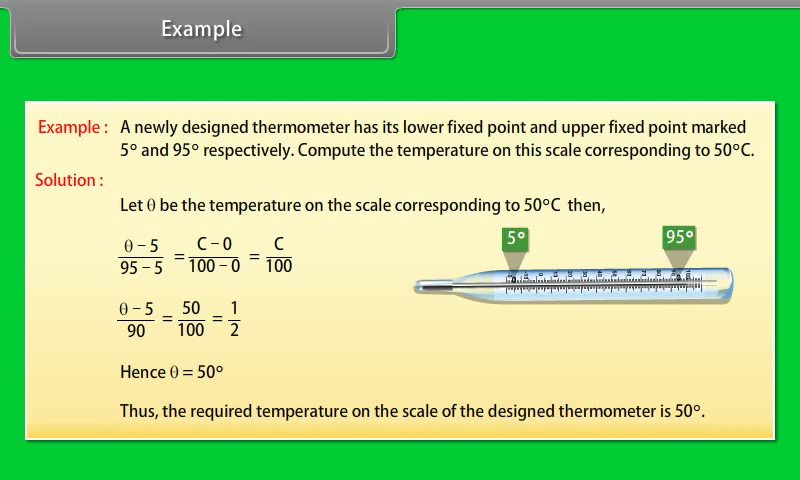 Example
Example : A newly designed thermometer has its lower fixed point and upper fixed point marked
5° and 95° respectively. Compute the temperature on this scale corresponding to 50°C.
Solution :
Let θ be the temperature on the scale corresponding to 50°C then,
5° 95°
(θ – 5)/(95 – 5) = (C – 0)/(100 – 0) = C/100
(θ – 5)/90 = 50/100 = 1/2
Hence θ = 50°
Thus, the required temperature on the scale of the designed thermometer is 50°.